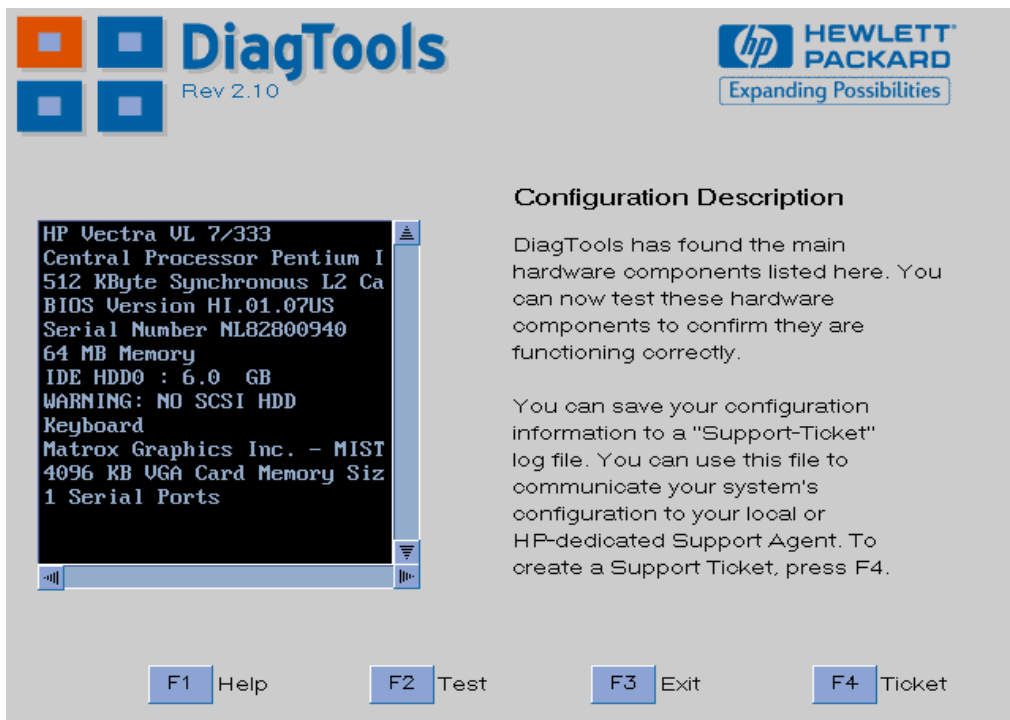 DiagTools
Rev 2.10
hp HEWLETT
PACKARD
Expanding Possibilities
HP Vectra VL 7/333
Central Processor Pentium I
512 KByte Synchronous L2 Ca
BIOS Version HI.01.07US
Serial Number NL82800940
64 MB Memory
IDE HDD0 : 6.0 GB
WARNING: NO SCSI HDD
Keyboard
Matrox Graphics Inc. - MIST
4096 KB VGA Card Memory Siz
1 Serial Ports
Configuration Description
DiagTools has found the main
hardware components listed here. You
can now test these hardware
components to confirm they are
functioning correctly.
You can save your configuration
information to a "Support-Ticket"
log file. You can use this file to
communicate your system's
configuration to your local or
HP-dedicated Support Agent. To
create a Support Ticket, press F4.
F1 Help F2 Test F3 Exit F4 Ticket